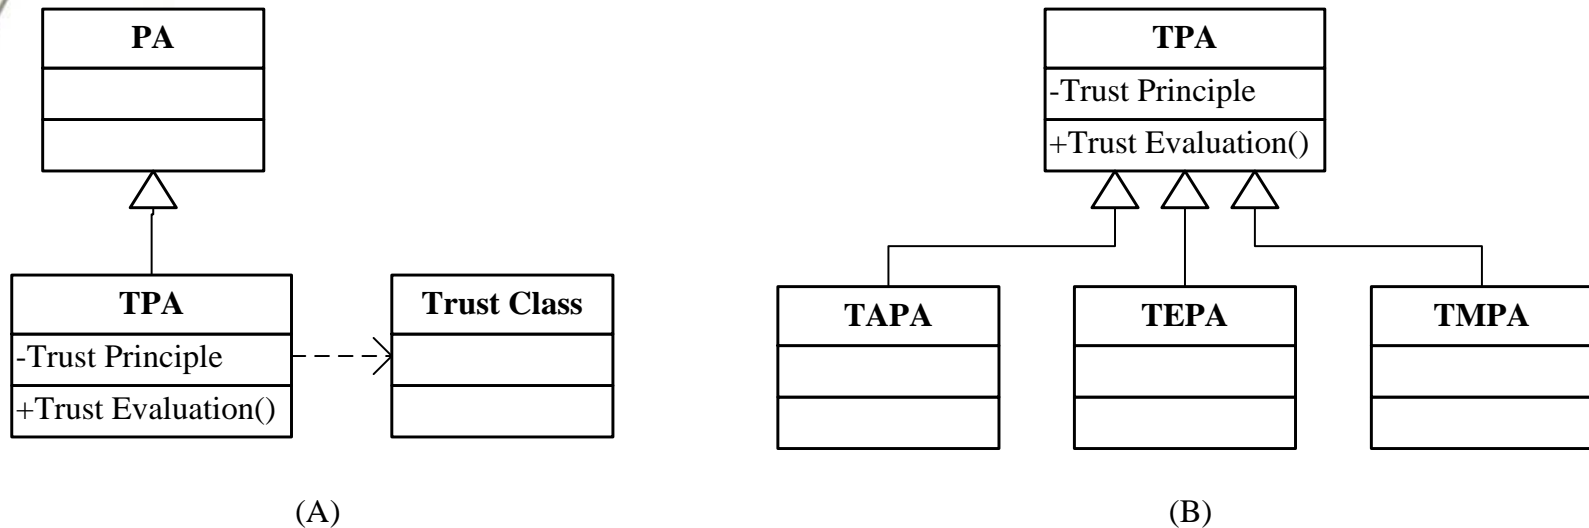 PA
TPA
-Trust Principle
+Trust Evaluation()
Trust Class
(A)
TPA
-Trust Principle
+Trust Evaluation()
TAPA
TEPA
TMPA
(B)